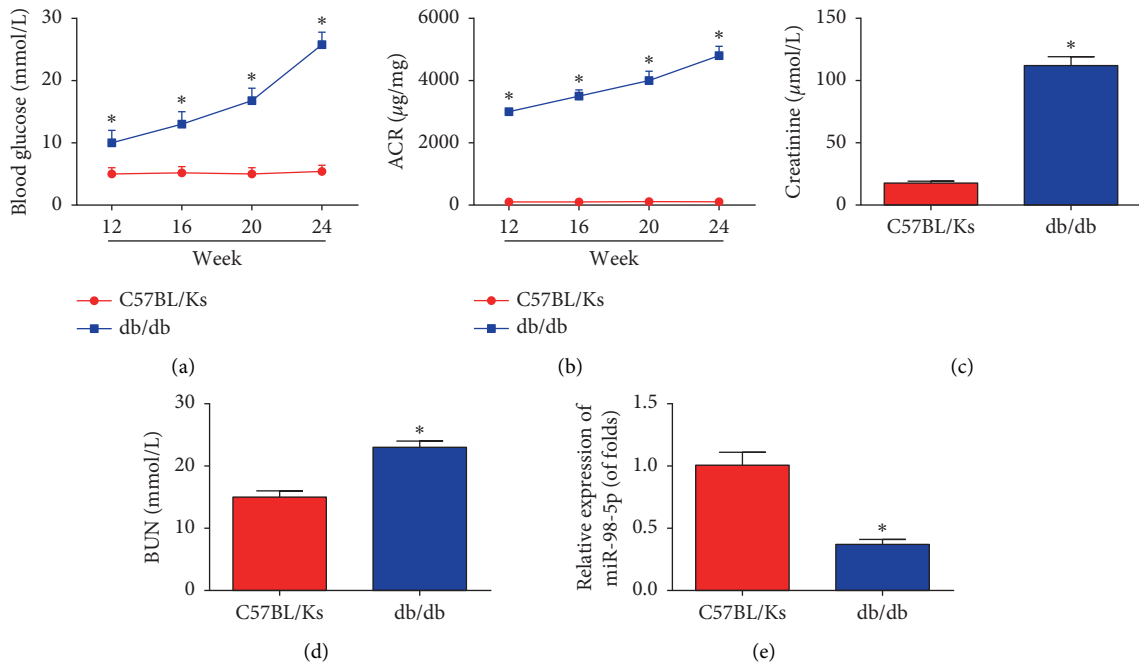 Blood glucose (mmol/L)
40
30
20
10
0
*
*
*
*
12 16 20 24
Week
C57BL/Ks
db/db
(a)
ACR (µg/mg)
6000
4000
2000
0
*
*
*
*
12 16 20 24
Week
C57BL/Ks
db/db
(b)
Creatinine (µmol/L)
150
100
50
0
*
C57BL/Ks db/db
(c)
BUN (mmol/L)
30
20
10
0
*
C57BL/Ks db/db
(d)
Relative expression of
miR-98-5p (of folds)
1.5
1.0
0.5
0.0
*
C57BL/Ks db/db
(e)